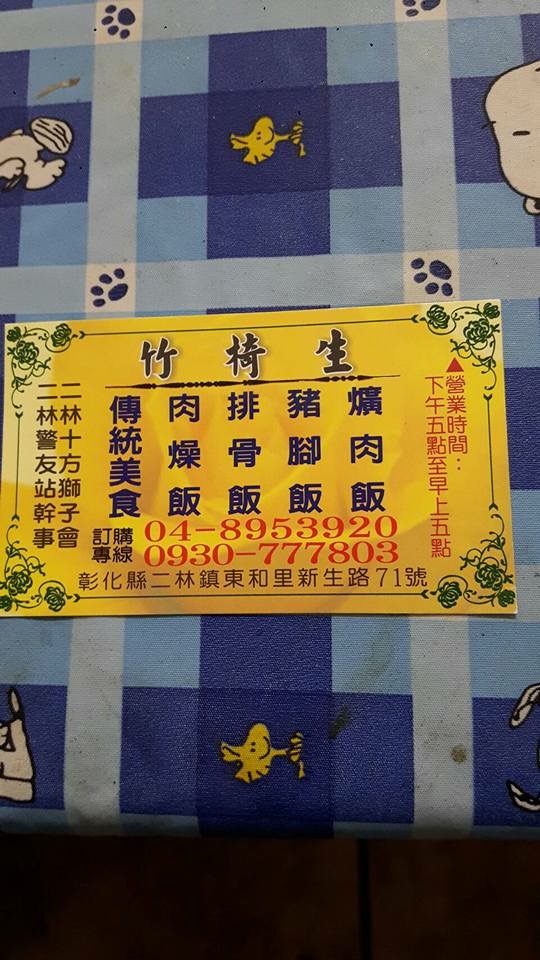 竹椅生
▲營業時間：
下午五點至早上五點
爌肉飯
豬腳飯
排骨飯
肉燥飯
傳統美食
二林十方獅子會
二林警友站幹事
訂購專線
04-8953920
0930-777803
彰化縣二林鎮東和里新生路71號